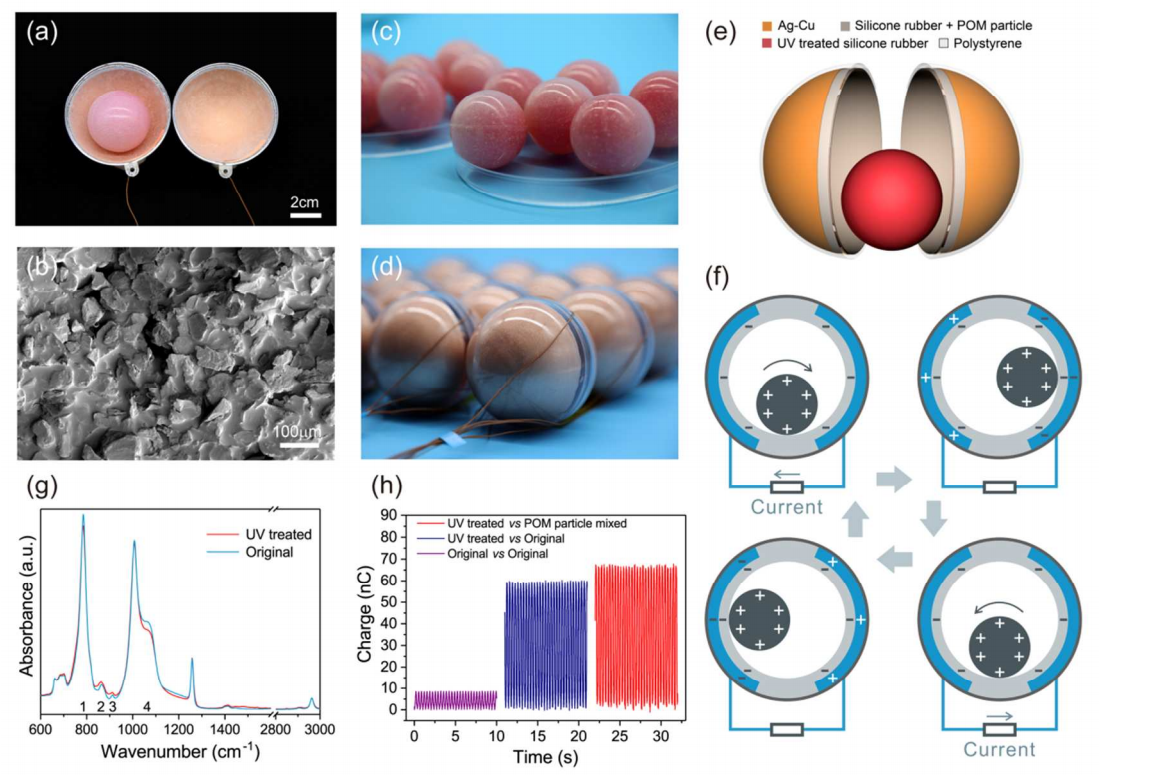 (a)
2cm
(b)
100μm
(c)
(d)
(e)
Ag-Cu
Silicone rubber + POM particle
UV treated silicone rubber
Polystyrene
(f)
+ + + + + +
- - - - - -
Current
+ + +
+ + + + + +
- - - - - -
- - - - - -
+ + + + + +
+ + +
- - - - - -
+ + + + + +
Current
(g)
Absorbance (a.u.)
UV treated
Original
1 2 3 4
600 800 1000 1200 1400 2800 3000
Wavenumber (cm⁻¹)
(h)
Charge (nC)
90
80
70
60
50
40
30
20
10
0
UV treated vs POM particle mixed
UV treated vs Original
Original vs Original
0 5 10 15 20 25 30
Time (s)